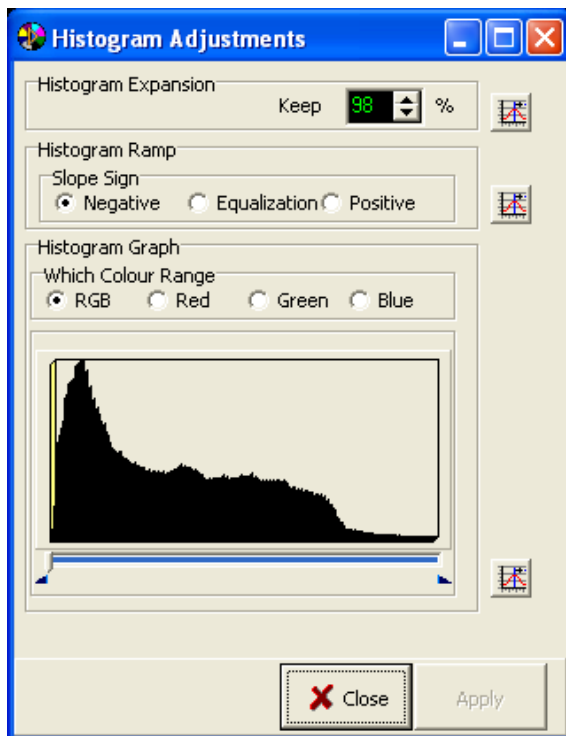 Histogram Adjustments
Histogram Expansion
Keep 98 %
Histogram Ramp
Slope Sign
Negative Equalization Positive
Histogram Graph
Which Colour Range
RGB Red Green Blue
Close Apply